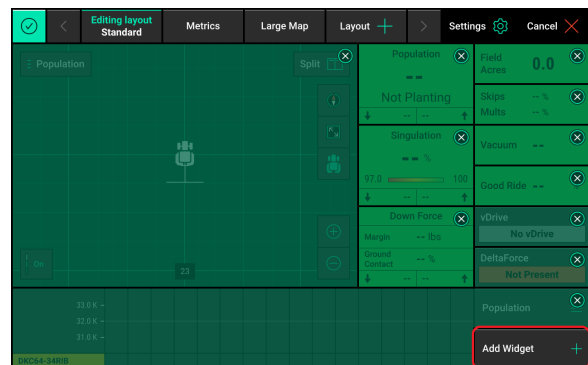 Editing layout
Standard
Metrics
Large Map
Layout
Settings
Cancel
Population
Split
On
23
Population
--
Not Planting
-- --
Singulation
-- %
97.0 100
-- --
Down Force
Margin -- lbs
Ground
Contact -- %
-- --
Field
Acres 0.0
Skips -- %
Mults -- %
Vacuum --
Good Ride --
vDrive
No vDrive
DeltaForce
Not Present
33.0 K
32.0 K
31.0 K
DKC64-34RIB
Population
Add Widget